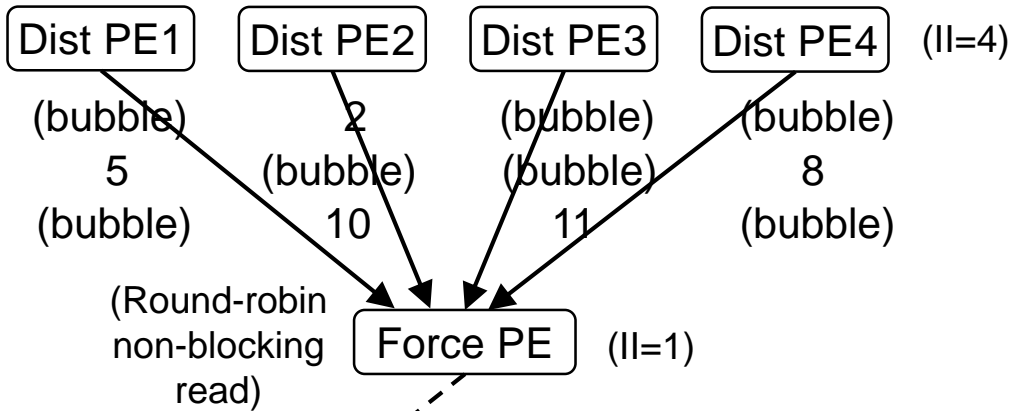 Dist PE1 Dist PE2 Dist PE3 Dist PE4 (II=4)
(bubble) 2 (bubble) (bubble)
5 (bubble) (bubble) 8
(bubble) 10 11 (bubble)
(Round-robin
non-blocking
read)
Force PE (II=1)